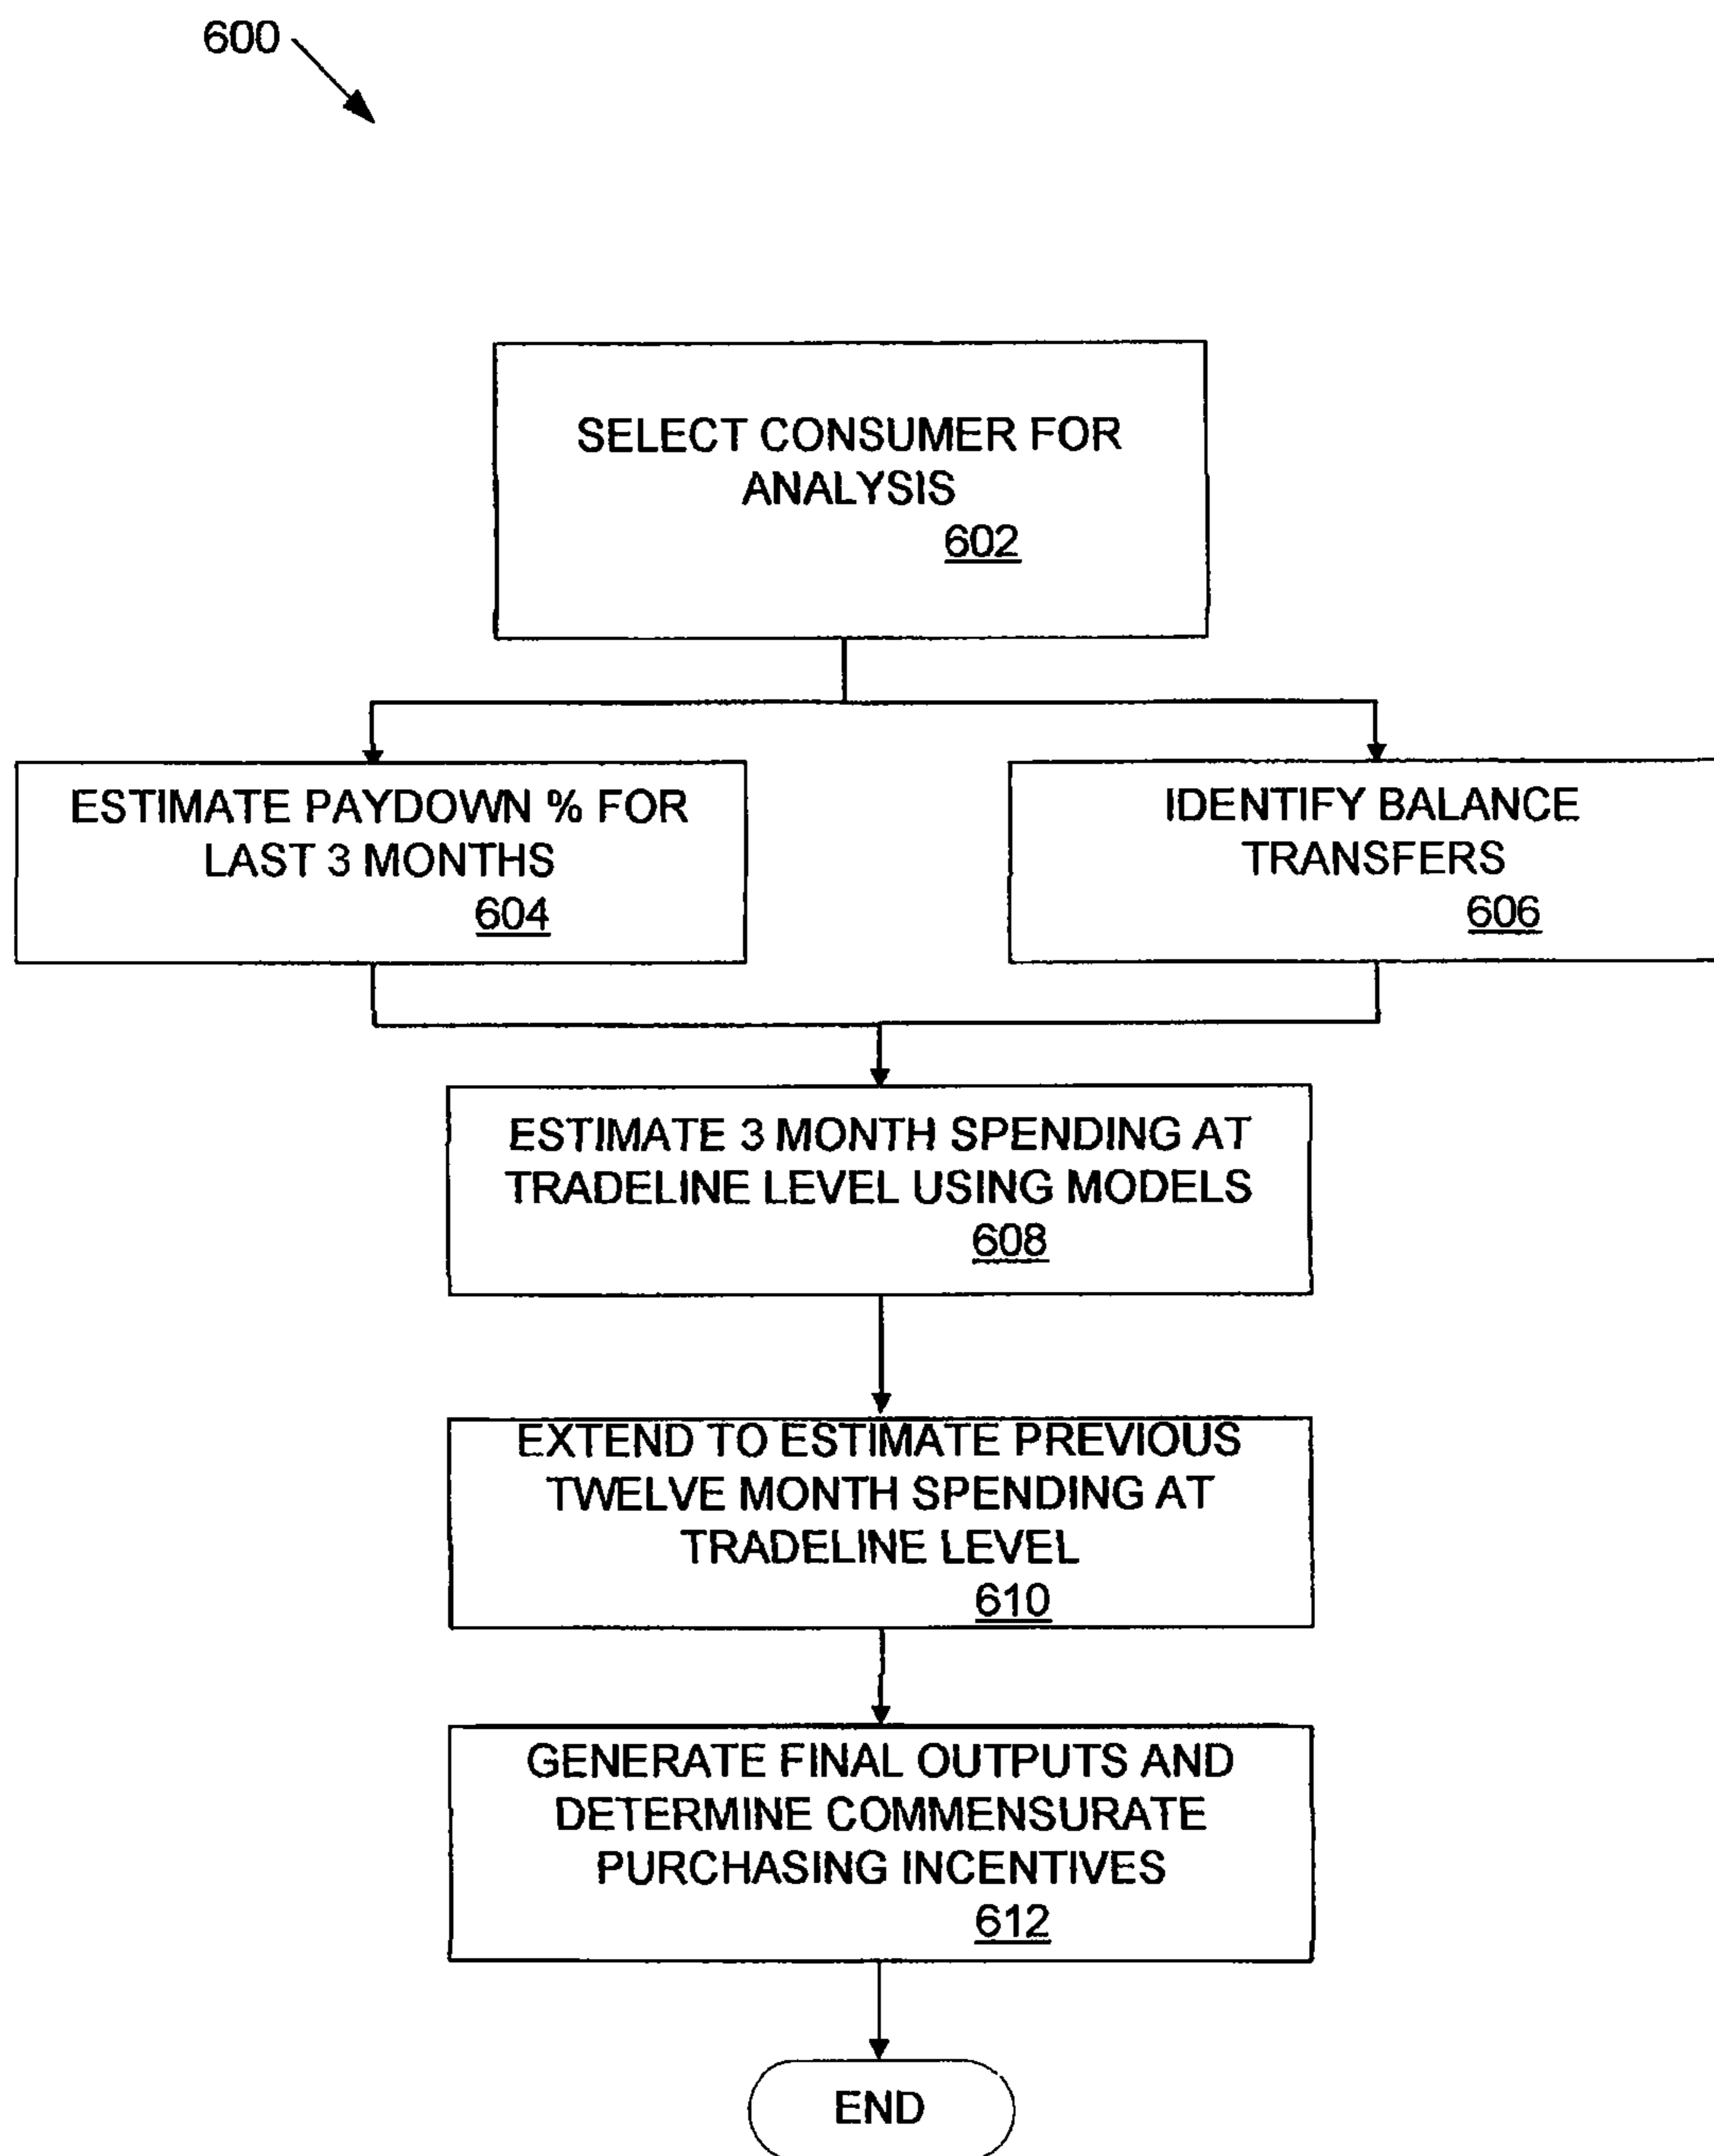 600
SELECT CONSUMER FOR
ANALYSIS
602
ESTIMATE PAYDOWN % FOR
LAST 3 MONTHS
604
IDENTIFY BALANCE
TRANSFERS
606
ESTIMATE 3 MONTH SPENDING AT
TRADELINE LEVEL USING MODELS
608
EXTEND TO ESTIMATE PREVIOUS
TWELVE MONTH SPENDING AT
TRADELINE LEVEL
610
GENERATE FINAL OUTPUTS AND
DETERMINE COMMENSURATE
PURCHASING INCENTIVES
612
END